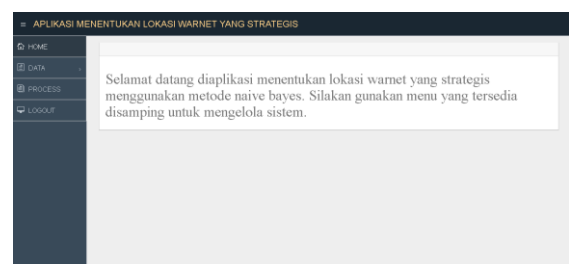 APLIKASI MENENTUKAN LOKASI WARNET YANG STRATEGIS
HOME
DATA
PROCESS
LOGOUT
Selamat datang diaplikasi menentukan lokasi warnet yang strategis
menggunakan metode naive bayes. Silakan gunakan menu yang tersedia
disamping untuk mengelola sistem.